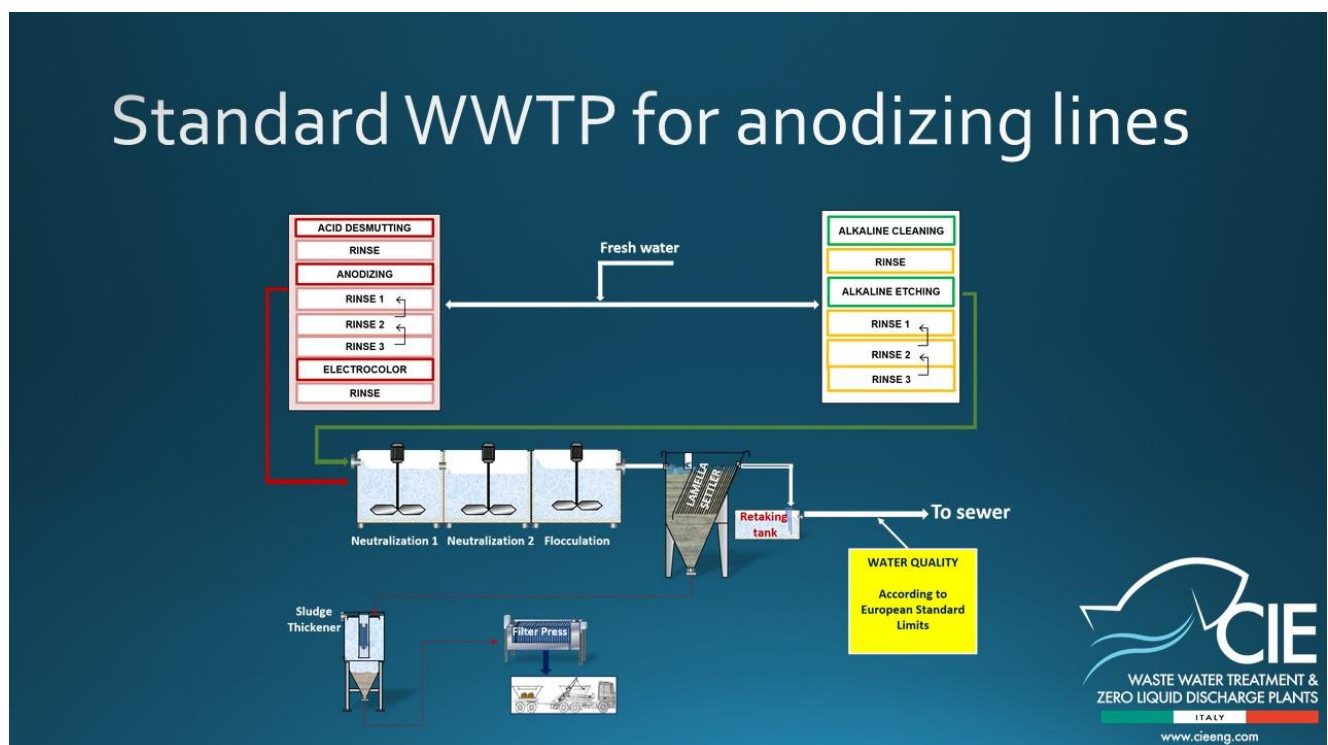 Standard WWTP for anodizing lines
ACID DESMUTTING
RINSE
ANODIZING
RINSE 1
RINSE 2
RINSE 3
ELECTROCOLOR
RINSE
Fresh water
ALKALINE CLEANING
RINSE
ALKALINE ETCHING
RINSE 1
RINSE 2
RINSE 3
Neutralization 1
Neutralization 2
Flocculation
LAMELLA
SETTLER
Retaking
tank
To sewer
WATER QUALITY
According to
European Standard
Limits
Sludge
Thickener
Filter Press
CIE
WASTE WATER TREATMENT &
ZERO LIQUID DISCHARGE PLANTS
ITALY
www.cieeng.com